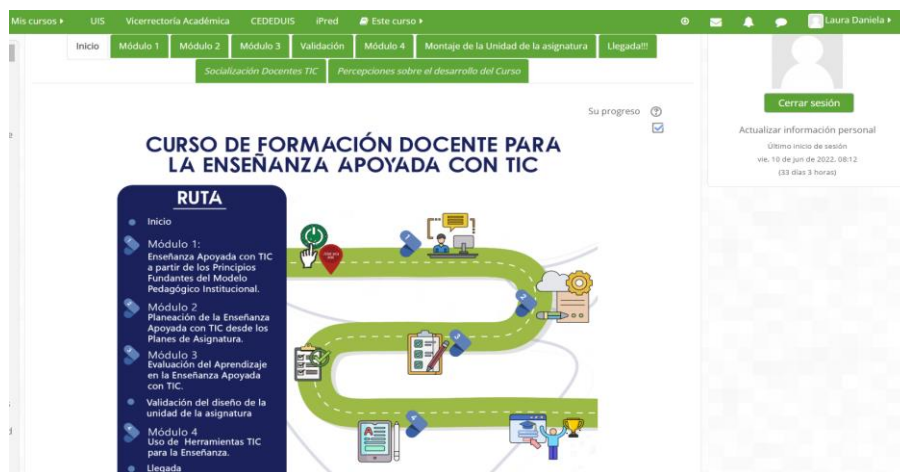 Mis cursos UIS Vicerrectoría Académica CEDEDUIS iPred Este curso Laura Daniela
Inicio Módulo 1 Módulo 2 Módulo 3 Validación Módulo 4 Montaje de la Unidad de la asignatura Llegada!!!
Socialización Docentes TIC Percepciones sobre el desarrollo del Curso
Su progreso
Cerrar sesión
Actualizar información personal
Último inicio de sesión
vie, 10 de jun de 2022, 08:12
(33 días 3 horas)
CURSO DE FORMACIÓN DOCENTE PARA
LA ENSEÑANZA APOYADA CON TIC
RUTA
Inicio
Módulo 1:
Enseñanza Apoyada con TIC
a partir de los Principios
Fundantes del Modelo
Pedagógico Institucional.
Módulo 2
Planeación de la Enseñanza
Apoyada con TIC desde los
Planes de Asignatura.
Módulo 3
Evaluación del Aprendizaje
en la Enseñanza Apoyada
con TIC.
Validación del diseño de la
unidad de la asignatura
Módulo 4
Uso de Herramientas TIC
para la Enseñanza.
Llegada
1
2
3
4